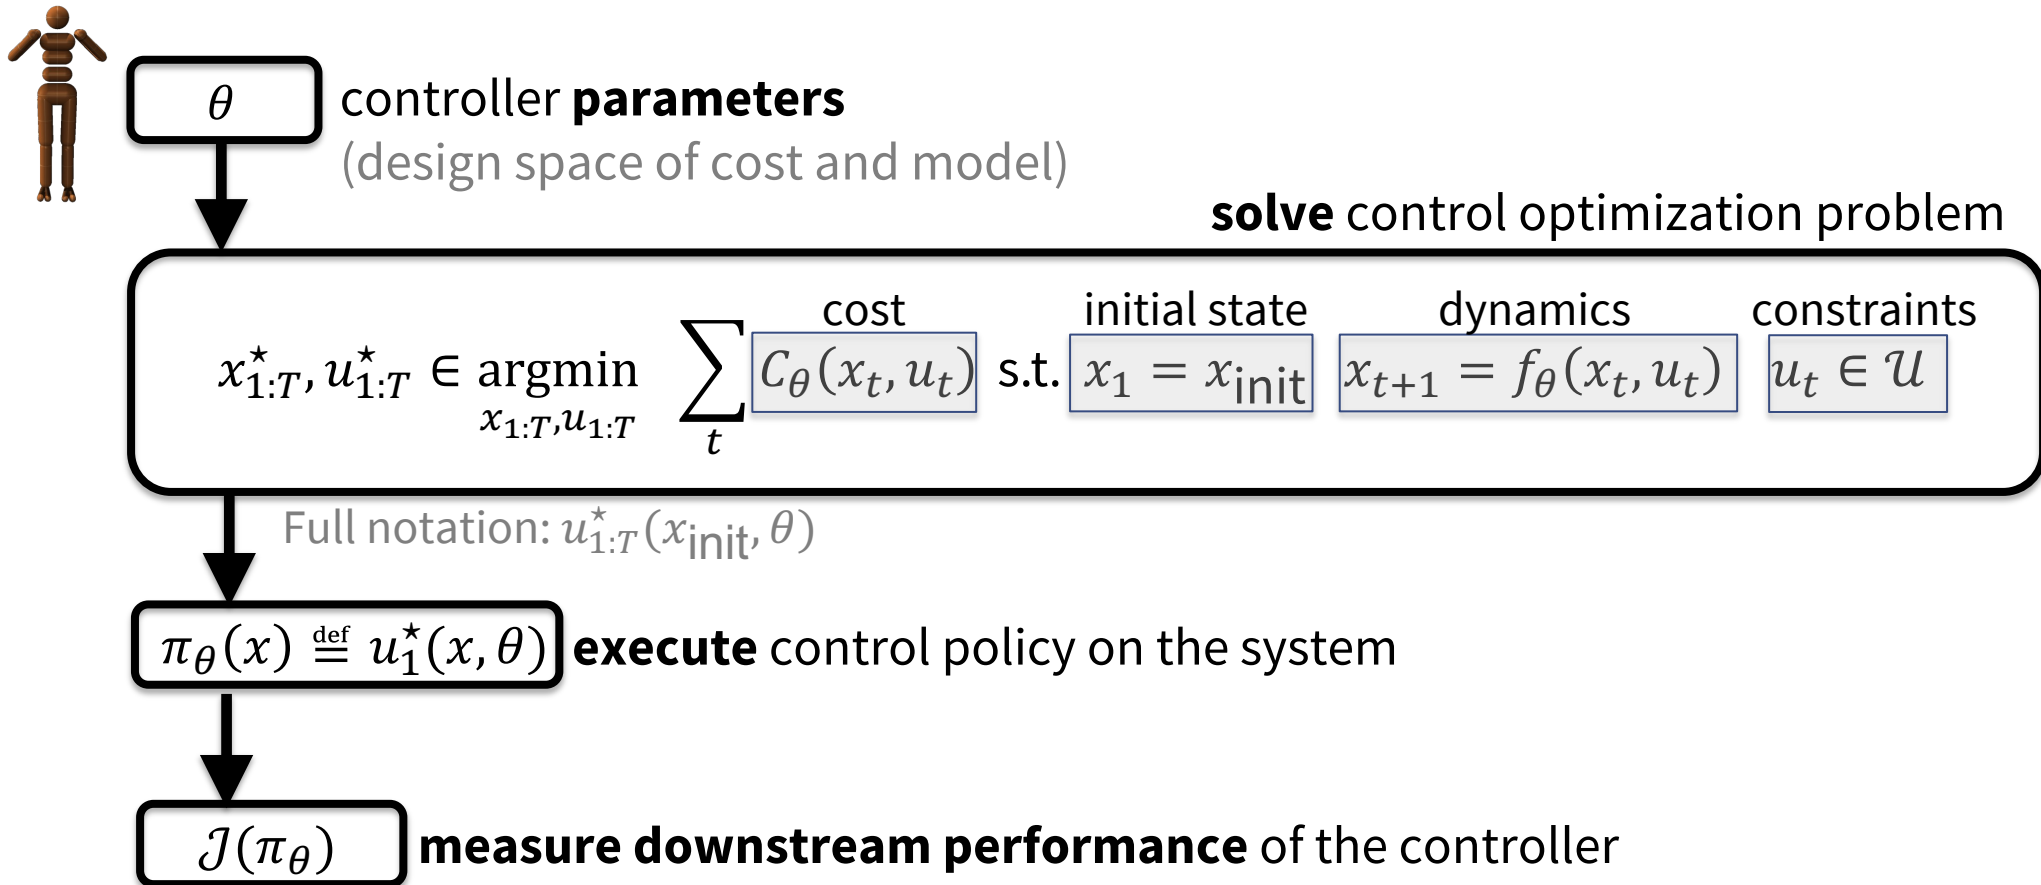 θ
controller parameters
(design space of cost and model)
solve control optimization problem
cost initial state dynamics constraints
x⋆1:T, u⋆1:T ∈ argmin x1:T,u1:T ∑t Cθ(xt, ut) s.t. x1 = xinit xt+1 = fθ(xt, ut) ut ∈ 𝒰
Full notation: u⋆1:T(xinit, θ)
πθ(x) ≝ u⋆1(x, θ) execute control policy on the system
𝒥(πθ) measure downstream performance of the controller